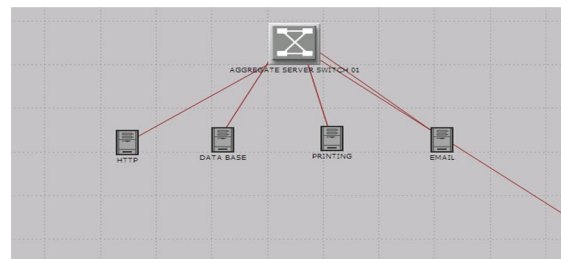 AGGREGATE SERVER SWITCH 01
HTTP
DATA BASE
PRINTING
EMAIL